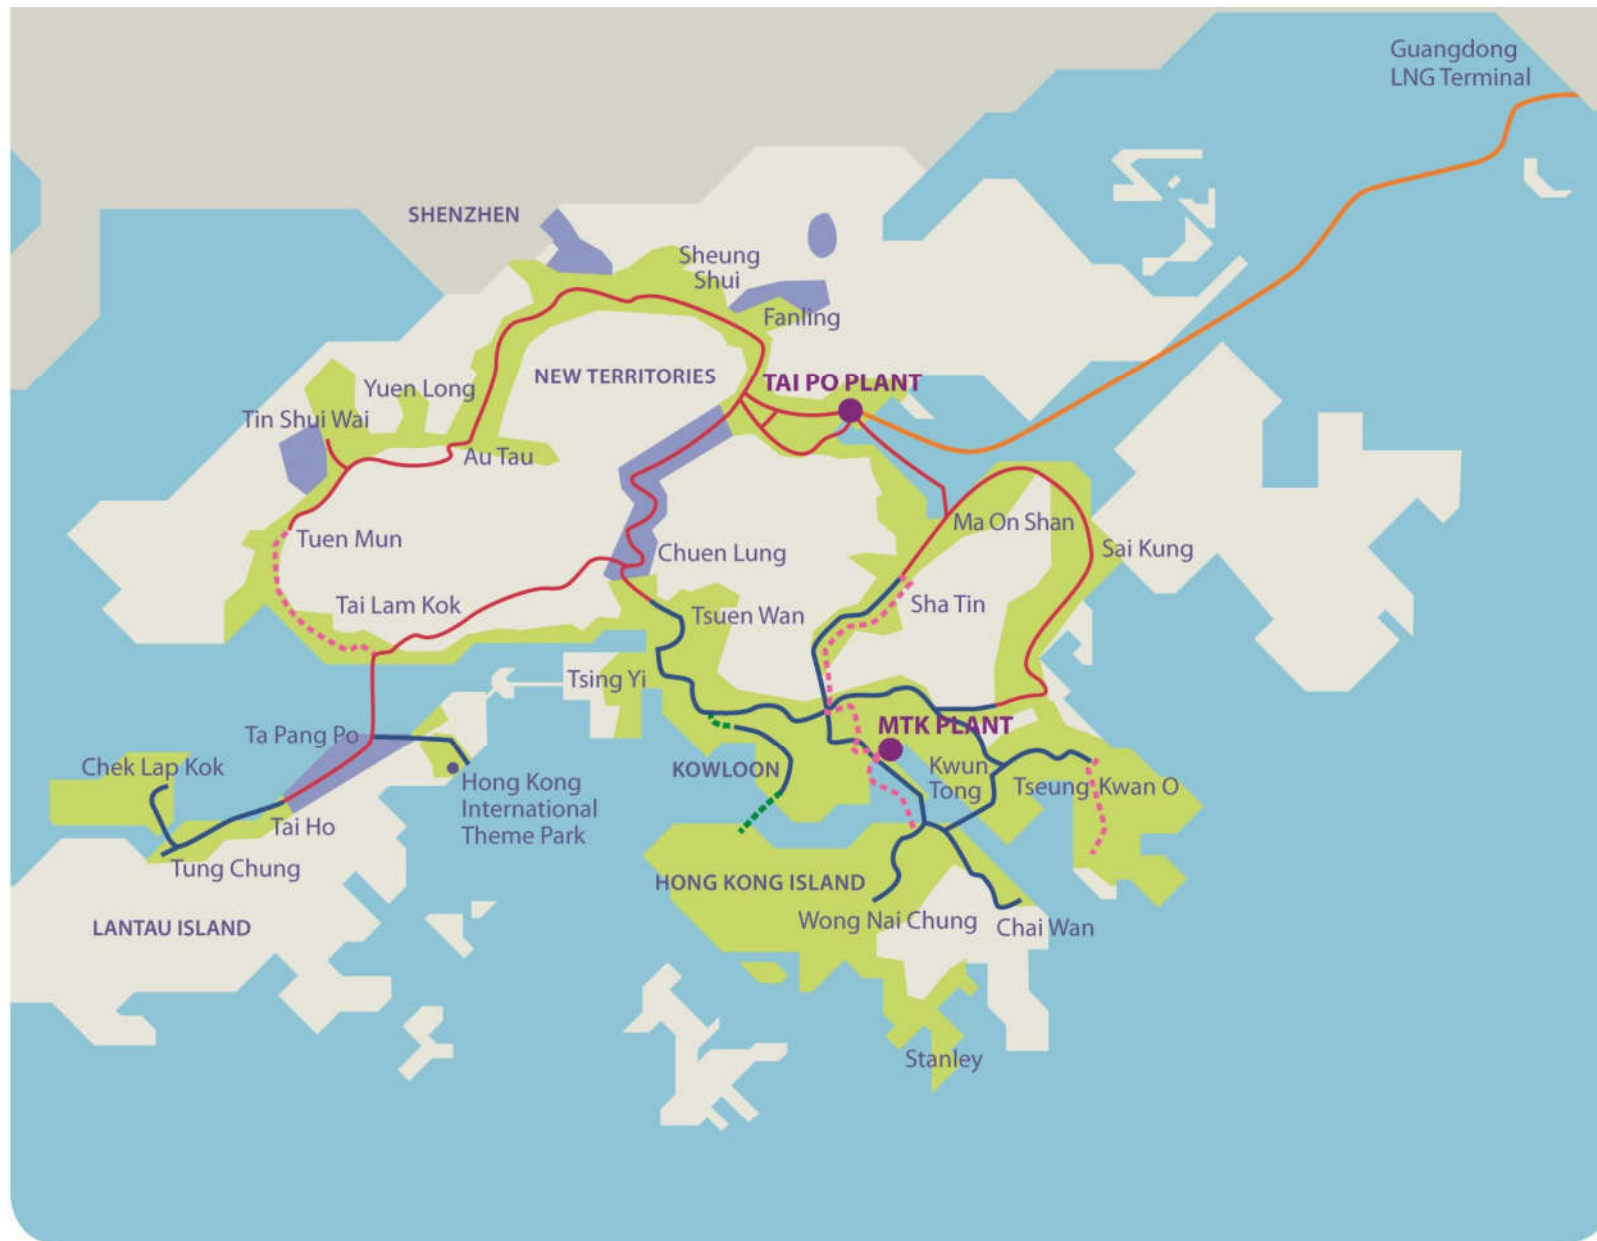 Guangdong
LNG Terminal
SHENZHEN
Sheung
Shui
Fanling
NEW TERRITORIES
TAI PO PLANT
Yuen Long
Tin Shui Wai
Au Tau
Ma On Shan
Tuen Mun
Sai Kung
Chuen Lung
Tai Lam Kok
Sha Tin
Tsuen Wan
Tsing Yi
MTK PLANT
Ta Pang Po
Chek Lap Kok
KOWLOON
Kwun
Tong
Tseung Kwan O
Hong Kong
International
Theme Park
Tai Ho
Tung Chung
HONG KONG ISLAND
Wong Nai Chung
Chai Wan
LANTAU ISLAND
Stanley